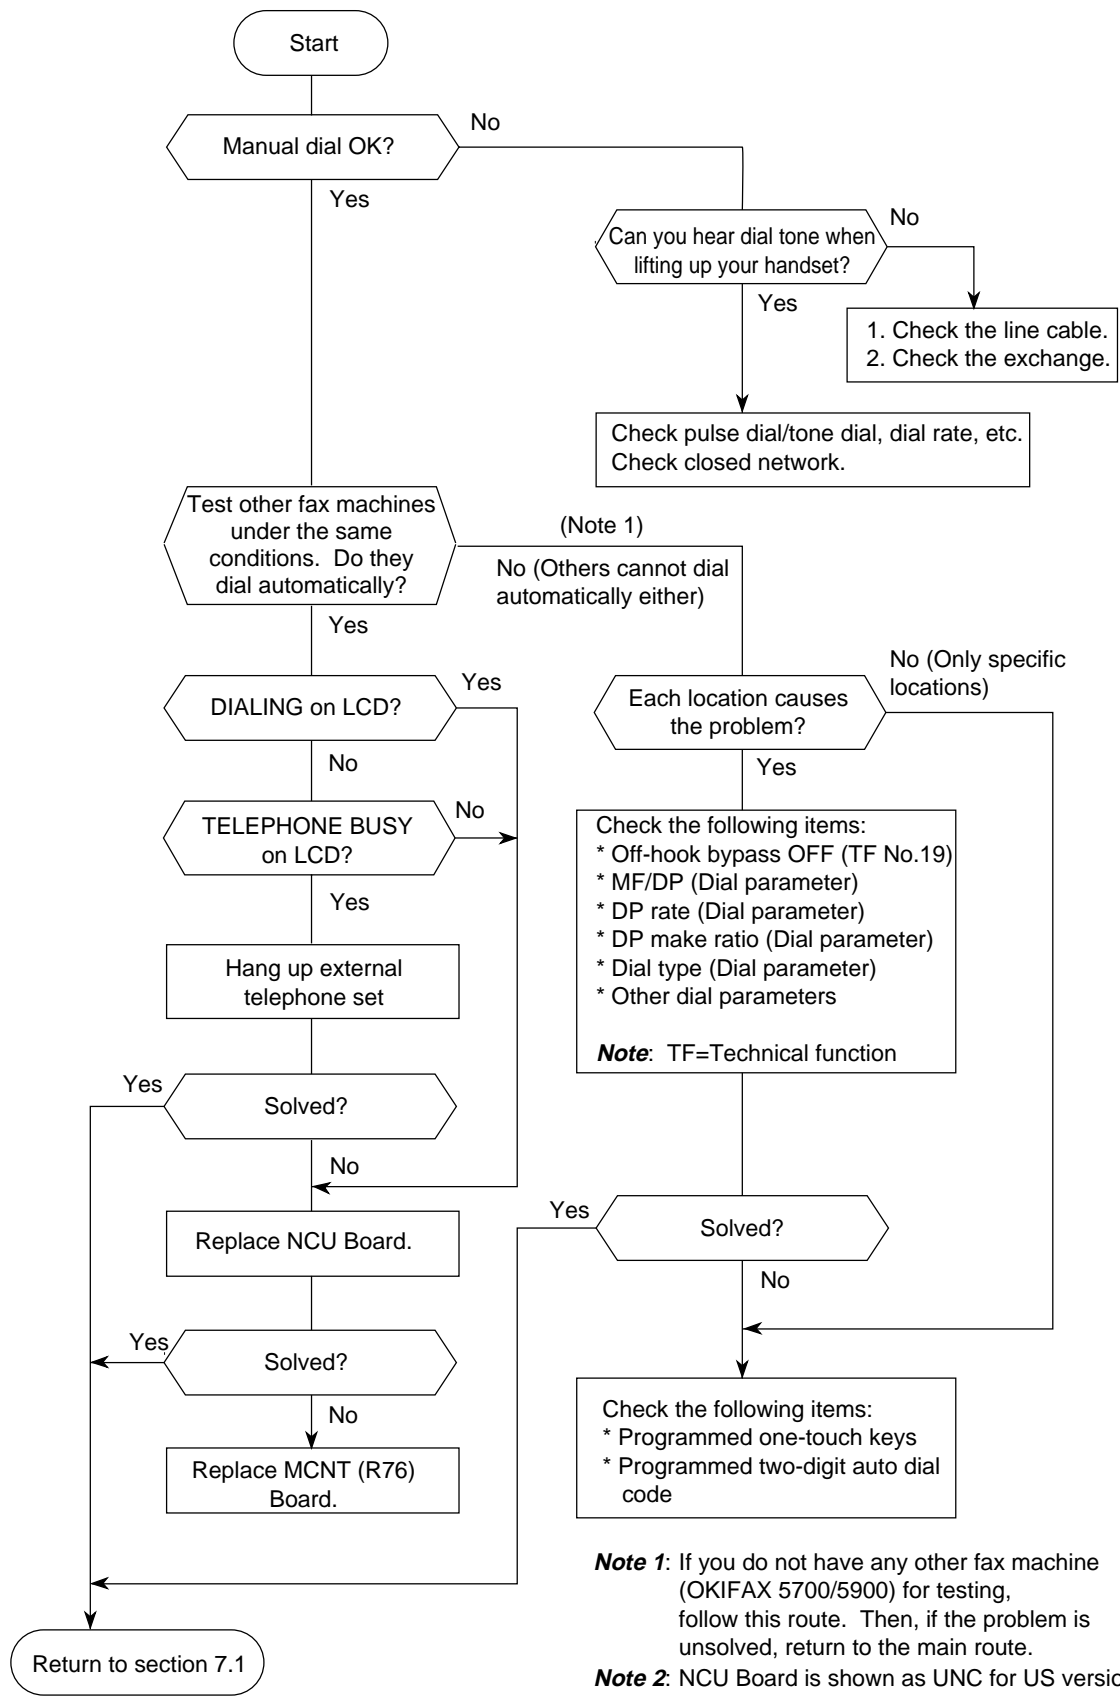 Start
Manual dial OK?
No
Yes
Can you hear dial tone when
lifting up your handset?
No
Yes
1. Check the line cable.
2. Check the exchange.
Check pulse dial/tone dial, dial rate, etc.
Check closed network.
Test other fax machines
under the same
conditions. Do they
dial automatically?
(Note 1)
No (Others cannot dial
automatically either)
Yes
DIALING on LCD?
Yes
No
Each location causes
the problem?
No (Only specific
locations)
Yes
TELEPHONE BUSY
on LCD?
No
Yes
Check the following items:
* Off-hook bypass OFF (TF No.19)
* MF/DP (Dial parameter)
* DP rate (Dial parameter)
* DP make ratio (Dial parameter)
* Dial type (Dial parameter)
* Other dial parameters
Note: TF=Technical function
Hang up external
telephone set
Yes
Solved?
No
Replace NCU Board.
Yes
Solved?
No
Yes
Solved?
No
Replace MCNT (R76)
Board.
Check the following items:
* Programmed one-touch keys
* Programmed two-digit auto dial
code
Note 1: If you do not have any other fax machine
(OKIFAX 5700/5900) for testing,
follow this route. Then, if the problem is
unsolved, return to the main route.
Return to section 7.1
Note 2: NCU Board is shown as UNC for US versio